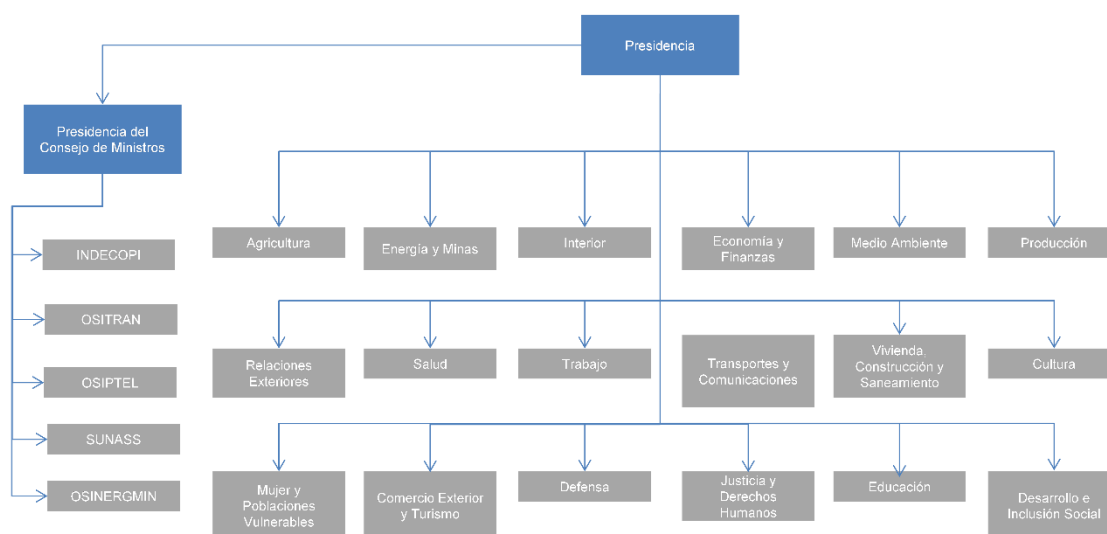 Presidencia
Presidencia del
Consejo de Ministros
INDECOPI
OSITRAN
OSIPTEL
SUNASS
OSINERGMIN
Agricultura
Energía y Minas
Interior
Economía y
Finanzas
Medio Ambiente
Producción
Relaciones
Exteriores
Salud
Trabajo
Transportes y
Comunicaciones
Vivienda,
Construcción y
Saneamiento
Cultura
Mujer y
Poblaciones
Vulnerables
Comercio Exterior
y Turismo
Defensa
Justicia y
Derechos
Humanos
Educación
Desarrollo e
Inclusión Social